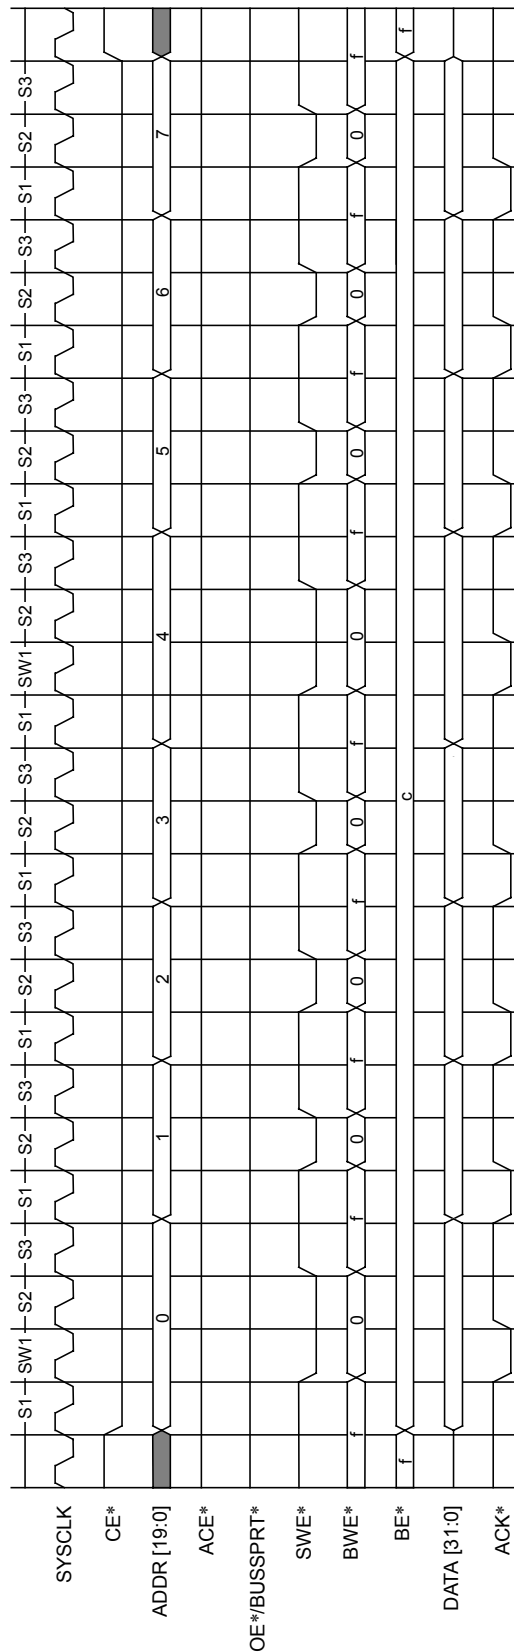 S1 SW1 S2 S3 S1 S2 S3 S1 S2 S3 S1 S2 S3 S1 SW1 S2 S3 S1 S2 S3 S1 S2 S3 S1 S2 S3
SYSCLK
CE*
ADDR [19:0] 0 1 2 3 4 5 6 7
ACE*
OE*/BUSSPRT*
SWE*
BWE* f 0 f 0 f 0 f 0 f 0 f 0 f 0 f 0 f
BE* f c f
DATA [31:0]
ACK*